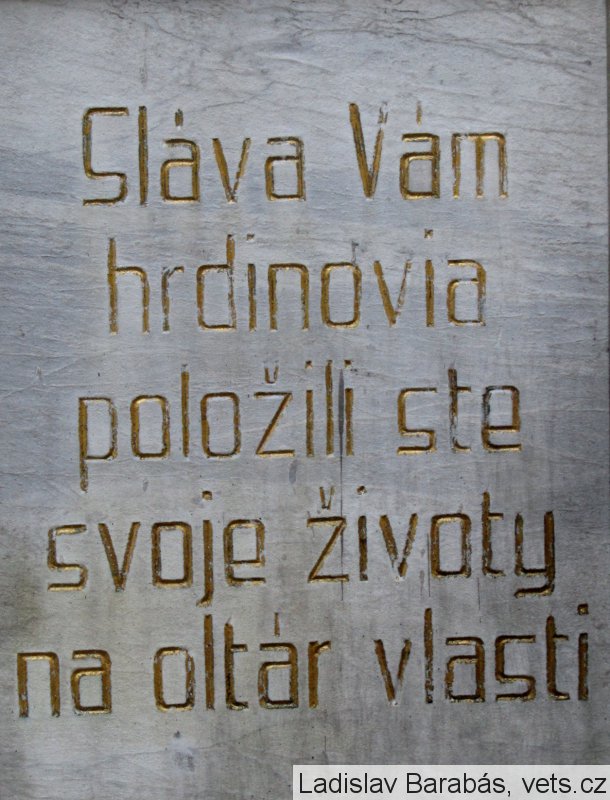 Sláva Vám
hrdinovia
položili ste
svoje životy
na oltár vlasti
Ladislav Barabás, vets.cz